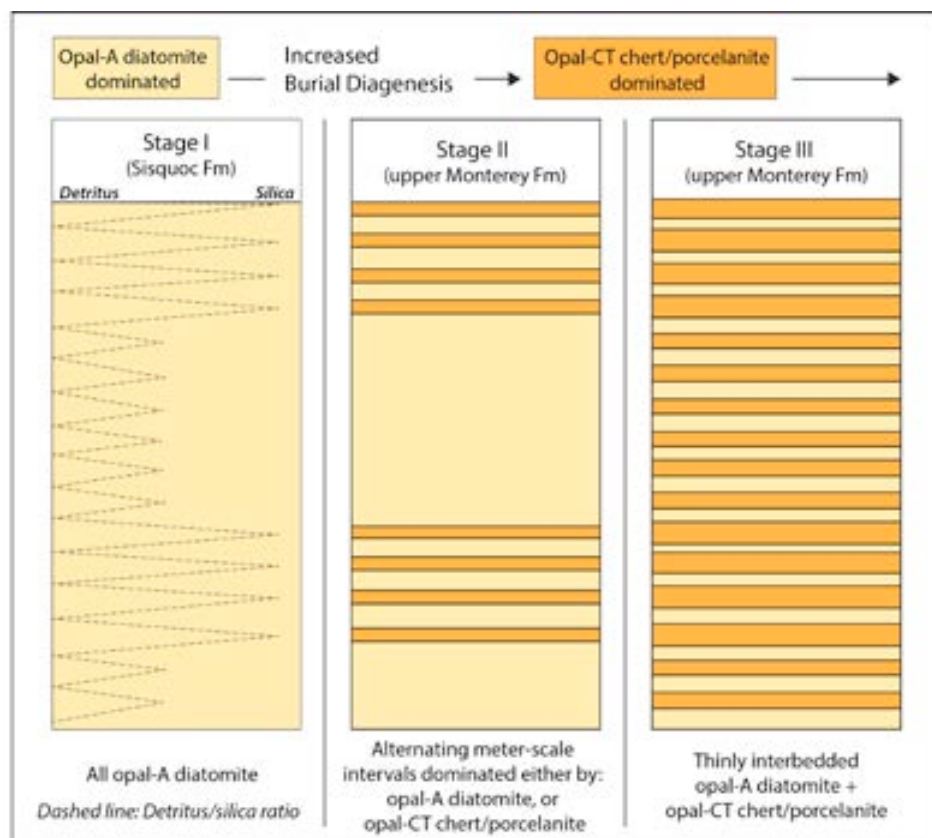 Opal-A diatomite
dominated
Increased
Burial Diagenesis
Opal-CT chert/porcelanite
dominated
Stage I
(Sisquoc Fm)
Detritus
Silica
Stage II
(upper Monterey Fm)
Stage III
(upper Monterey Fm)
All opal-A diatomite
Dashed line: Detritus/silica ratio
Alternating meter-scale
intervals dominated either by:
opal-A diatomite, or
opal-CT chert/porcelanite
Thinly interbedded
opal-A diatomite +
opal-CT chert/porcelanite